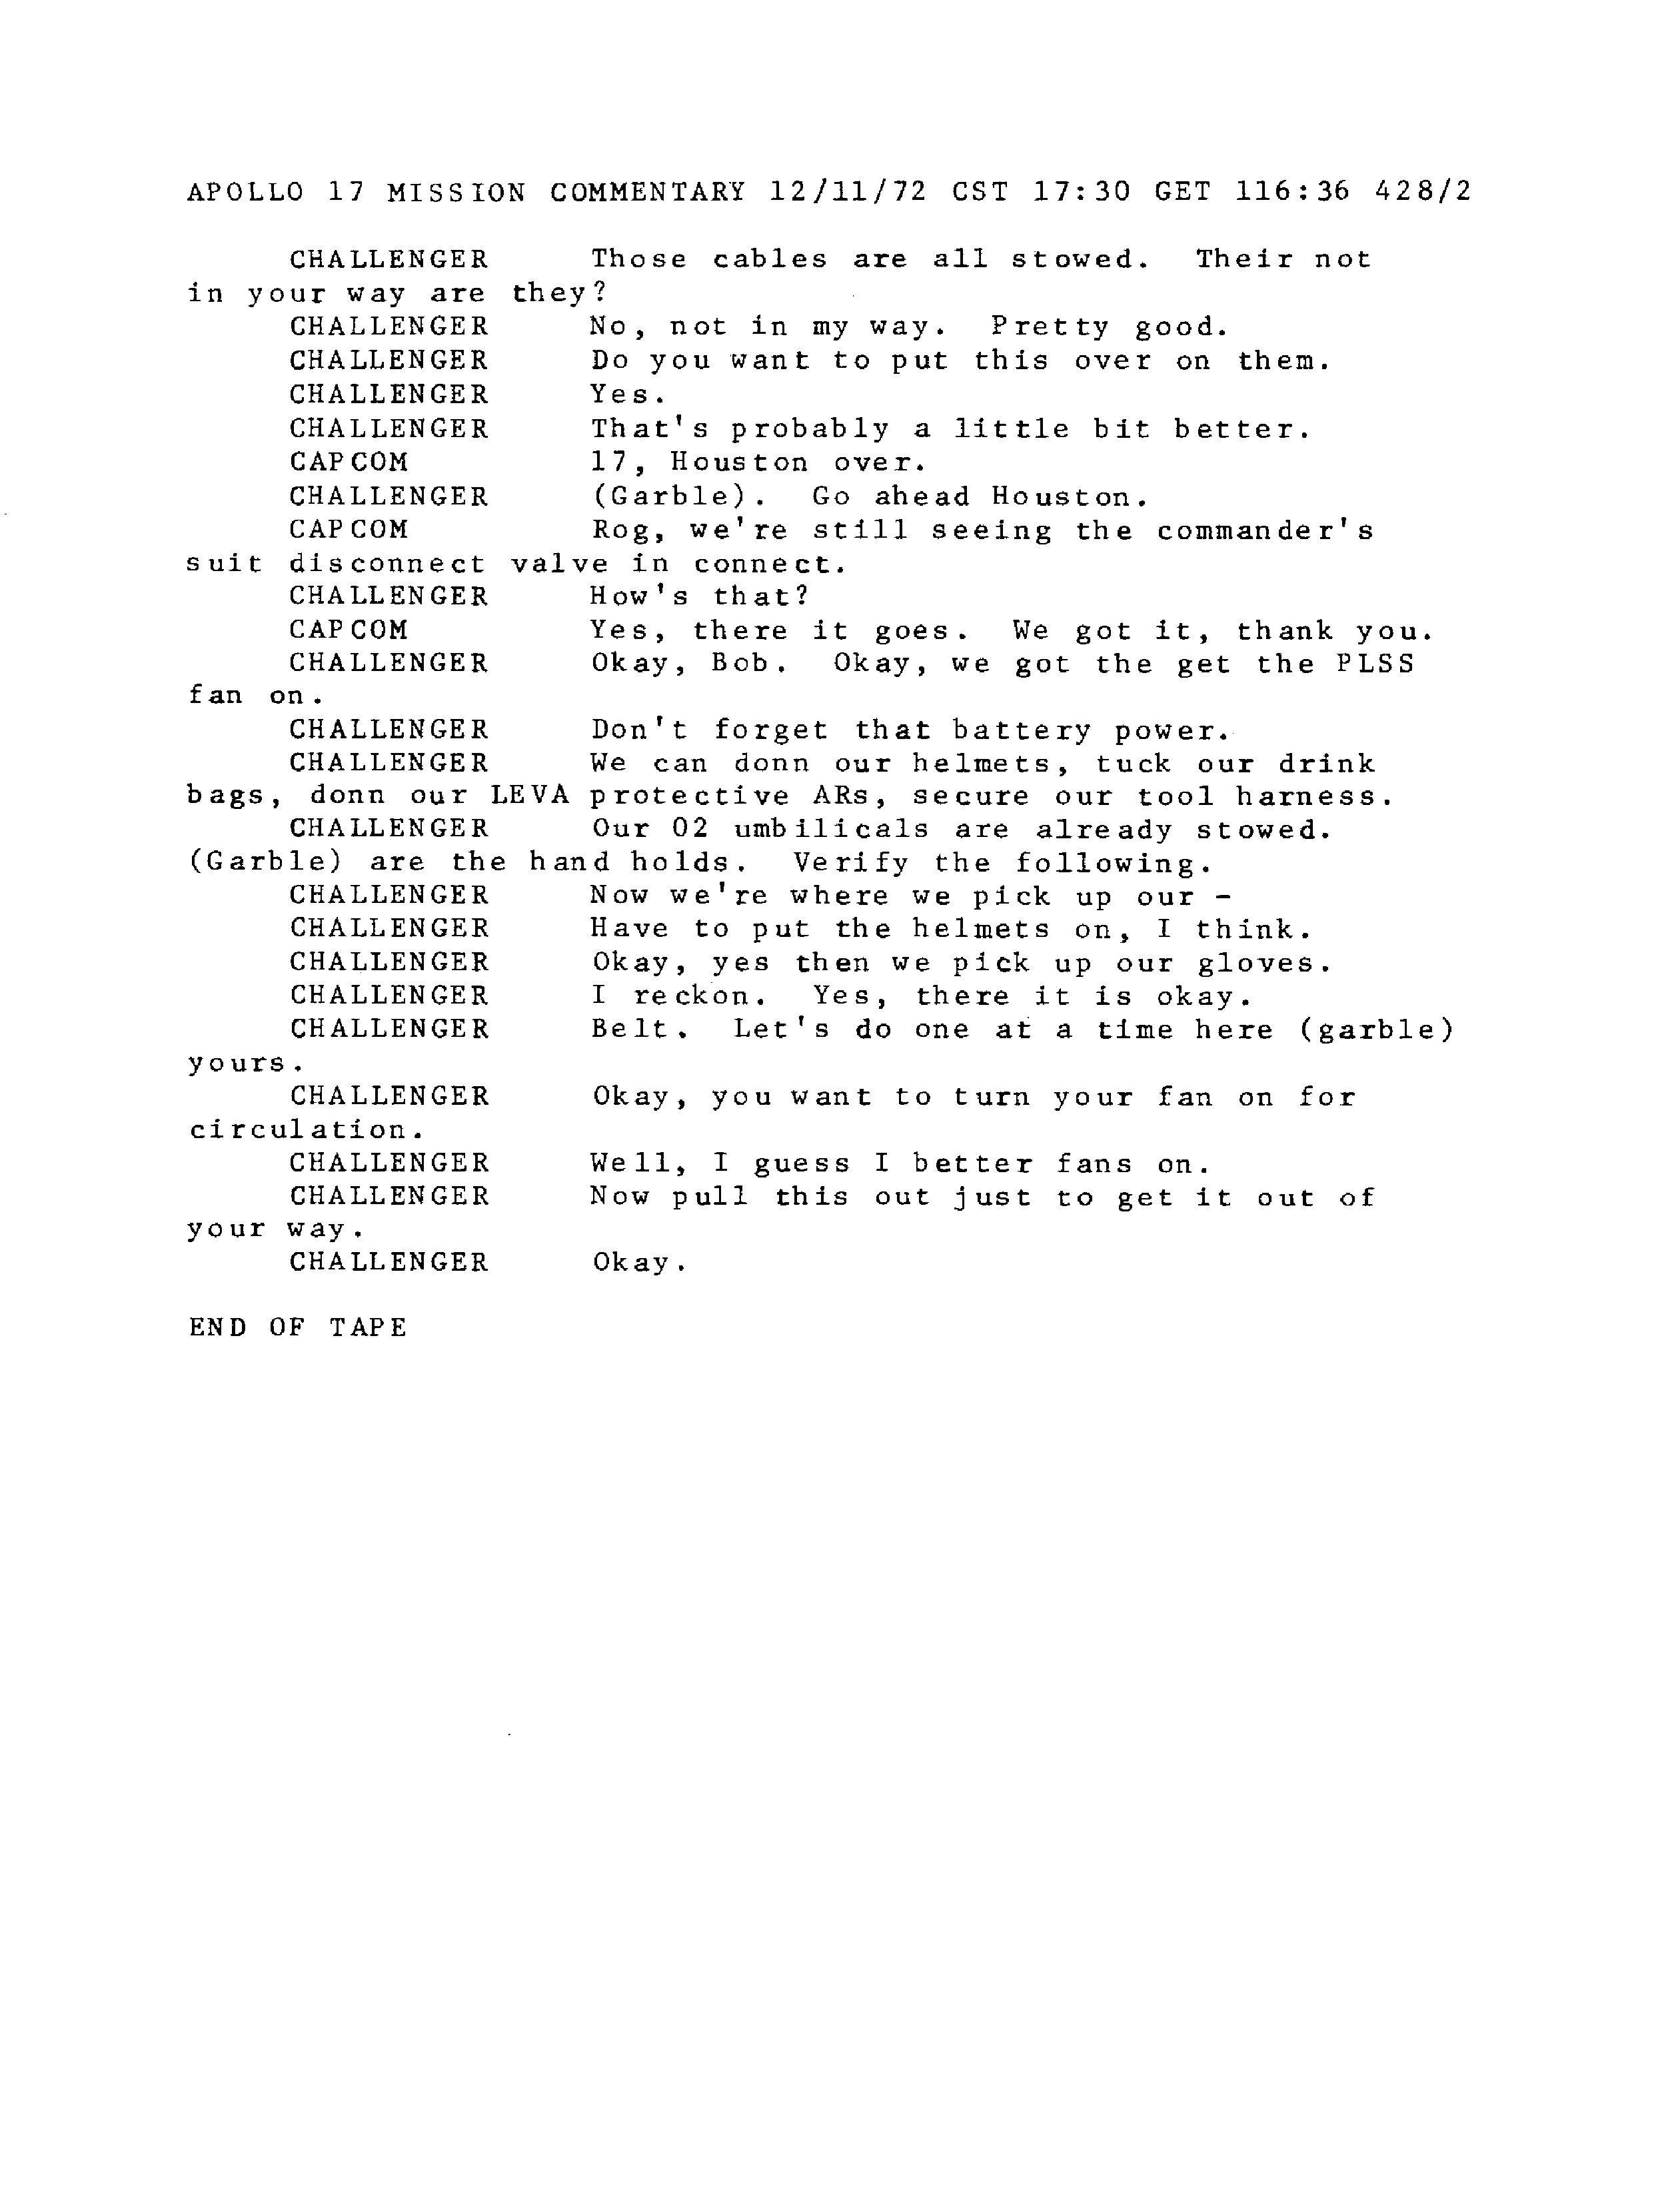 APOLLO 17 MISSION COMMENTARY 12/11/72 CST 17:30 GET 116:36 428/2
CHALLENGER Those cables are all stowed. Their not
in your way are they?
CHALLENGER No, not in my way. Pretty good.
CHALLENGER Do you want to put this over on them.
CHALLENGER Yes.
CHALLENGER That's probably a little bit better.
CAPCOM 17, Houston over.
CHALLENGER (Garble). Go ahead Houston.
CAPCOM Rog, we're still seeing the commander's
suit disconnect valve in connect.
CHALLENGER How's that?
CAPCOM Yes, there it goes. We got it, thank you.
CHALLENGER Okay, Bob. Okay, we got the get the PLSS
fan on.
CHALLENGER Don't forget that battery power.
CHALLENGER We can donn our helmets, tuck our drink
bags, donn our LEVA protective ARs, secure our tool harness.
CHALLENGER Our 02 umbilicals are already stowed.
(Garble) are the hand holds. Verify the following.
CHALLENGER Now we're where we pick up our -
CHALLENGER Have to put the helmets on, I think.
CHALLENGER Okay, yes then we pick up our gloves.
CHALLENGER I reckon. Yes, there it is okay.
CHALLENGER Belt. Let's do one at a time here (garble)
yours.
CHALLENGER Okay, you want to turn your fan on for
circulation.
CHALLENGER Well, I guess I better fans on.
CHALLENGER Now pull this out just to get it out of
your way.
CHALLENGER Okay.
END OF TAPE